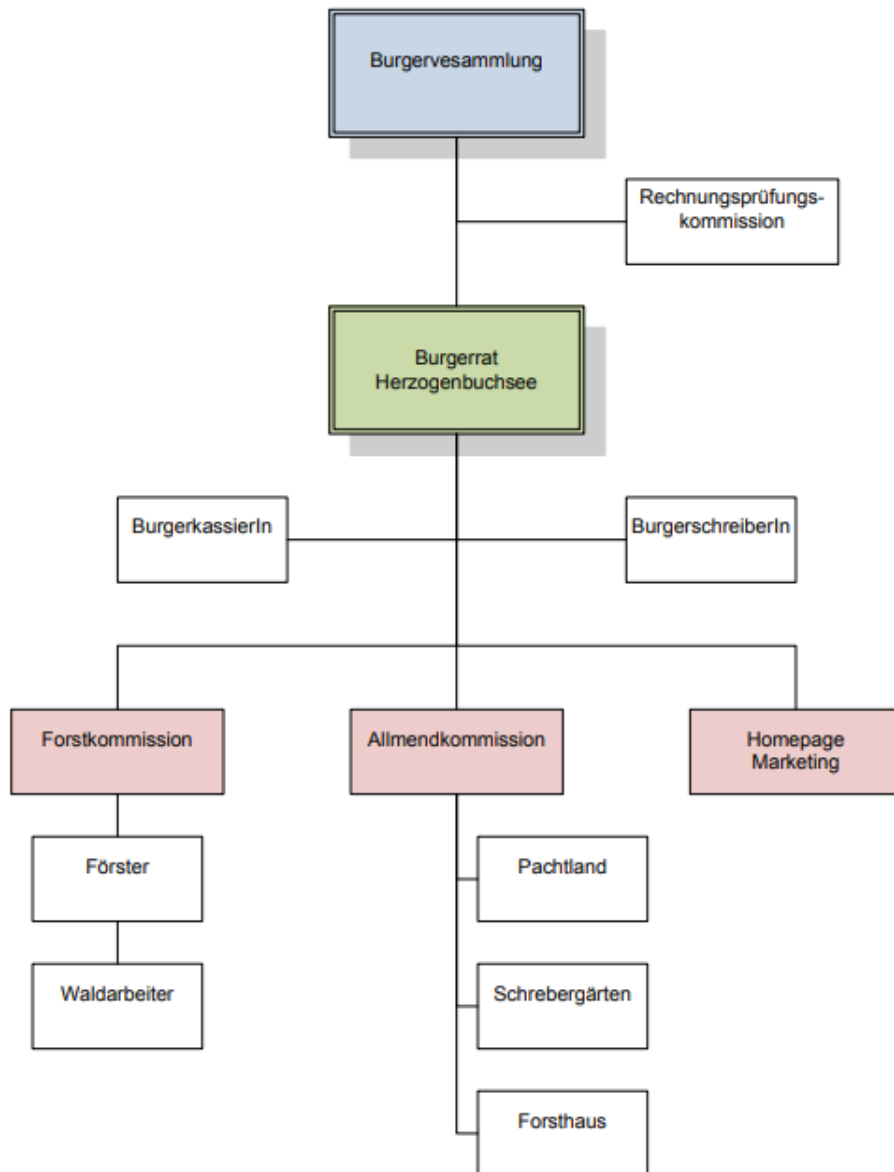 Burgervesammlung
Rechnungsprüfungs-
kommission
Burgerrat
Herzogenbuchsee
BurgerkassierIn
BurgerschreiberIn
Forstkommission
Allmendkommission
Homepage
Marketing
Förster
Pachtland
Waldarbeiter
Schrebergärten
Forsthaus